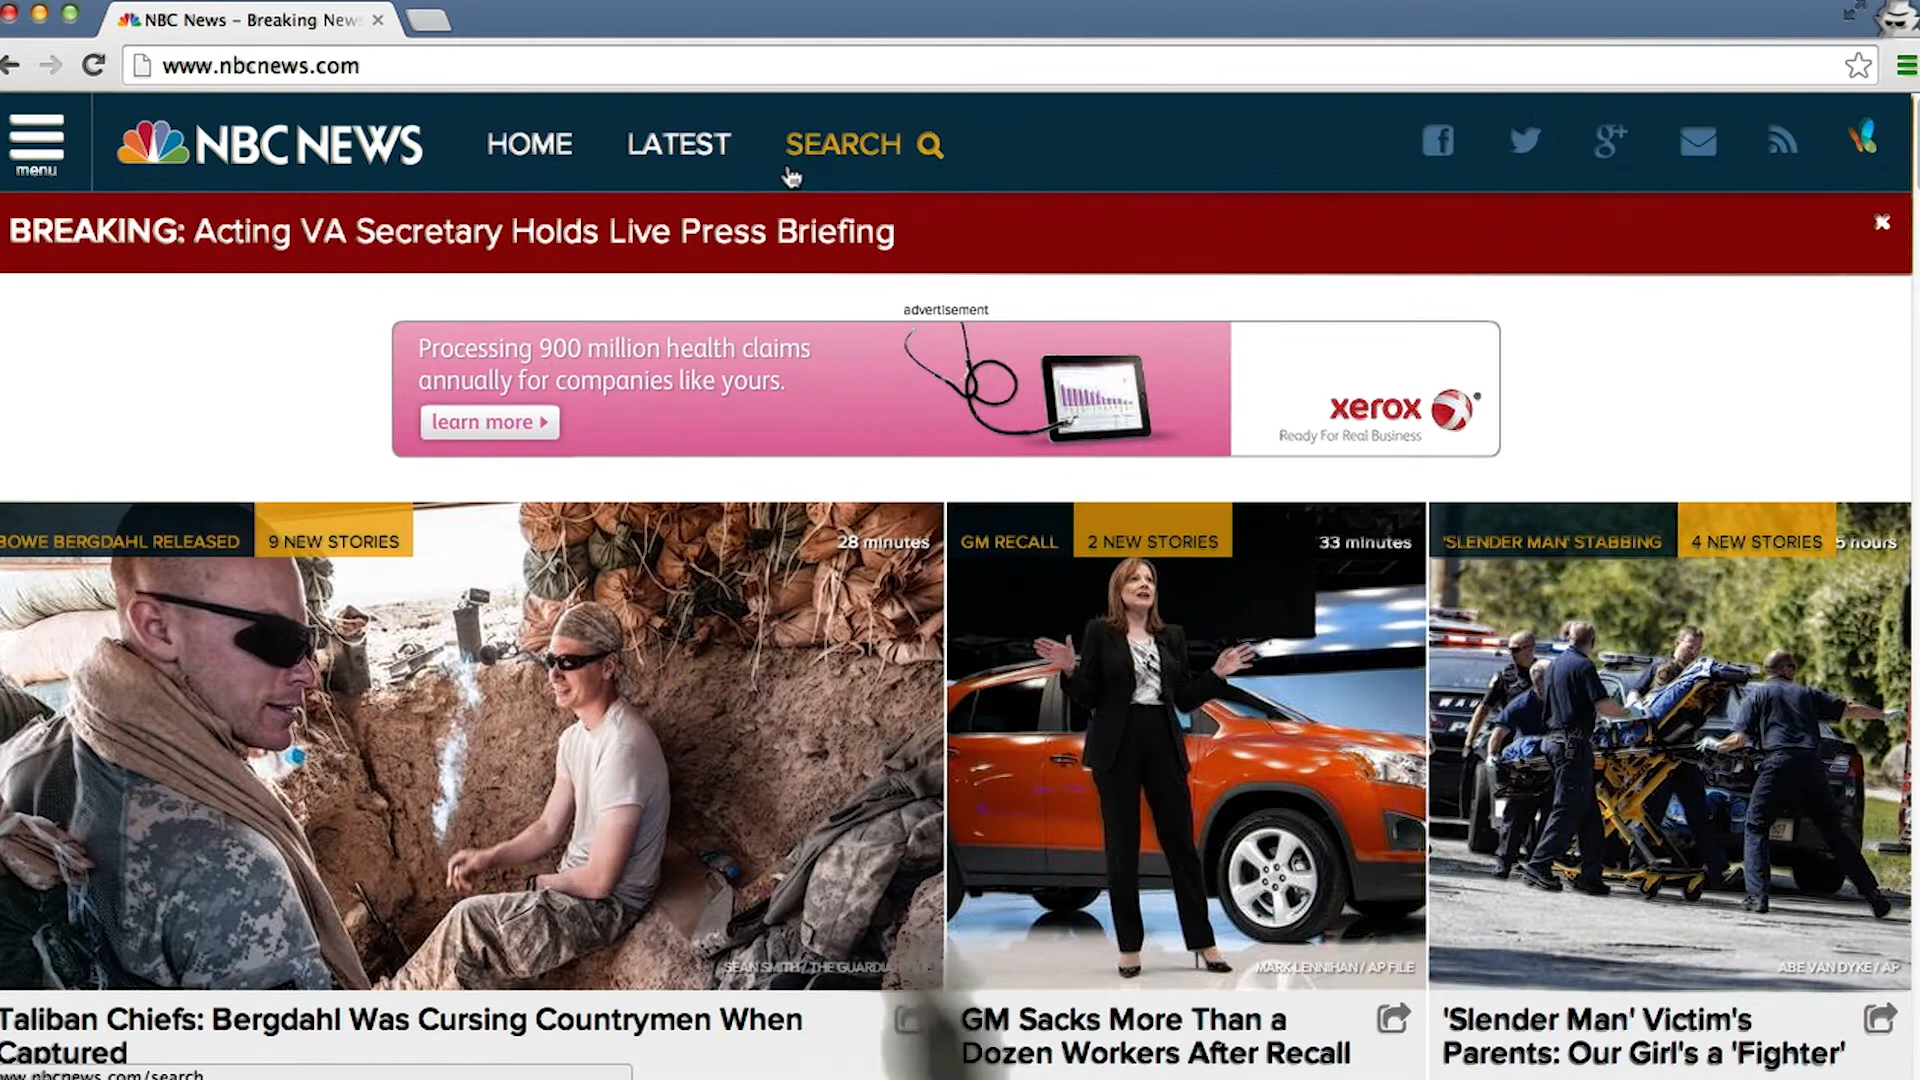 NBC News – Breaking New
www.nbcnews.com
menu
NBC NEWS
HOME
LATEST
SEARCH
BREAKING: Acting VA Secretary Holds Live Press Briefing
advertisement
Processing 900 million health claims
annually for companies like yours.
learn more
xerox
Ready For Real Business
BOWE BERGDAHL RELEASED
9 NEW STORIES
28 minutes
GM RECALL
2 NEW STORIES
33 minutes
'SLENDER MAN' STABBING
4 NEW STORIES
5 hours
SEAN SMITH / THE GUARDIA
MARK LENNIHAN / AP FILE
ABE VAN DYKE / AP
Taliban Chiefs: Bergdahl Was Cursing Countrymen When
Captured
GM Sacks More Than a
Dozen Workers After Recall
'Slender Man' Victim's
Parents: Our Girl's a 'Fighter'
ww.nbcnews.com/search